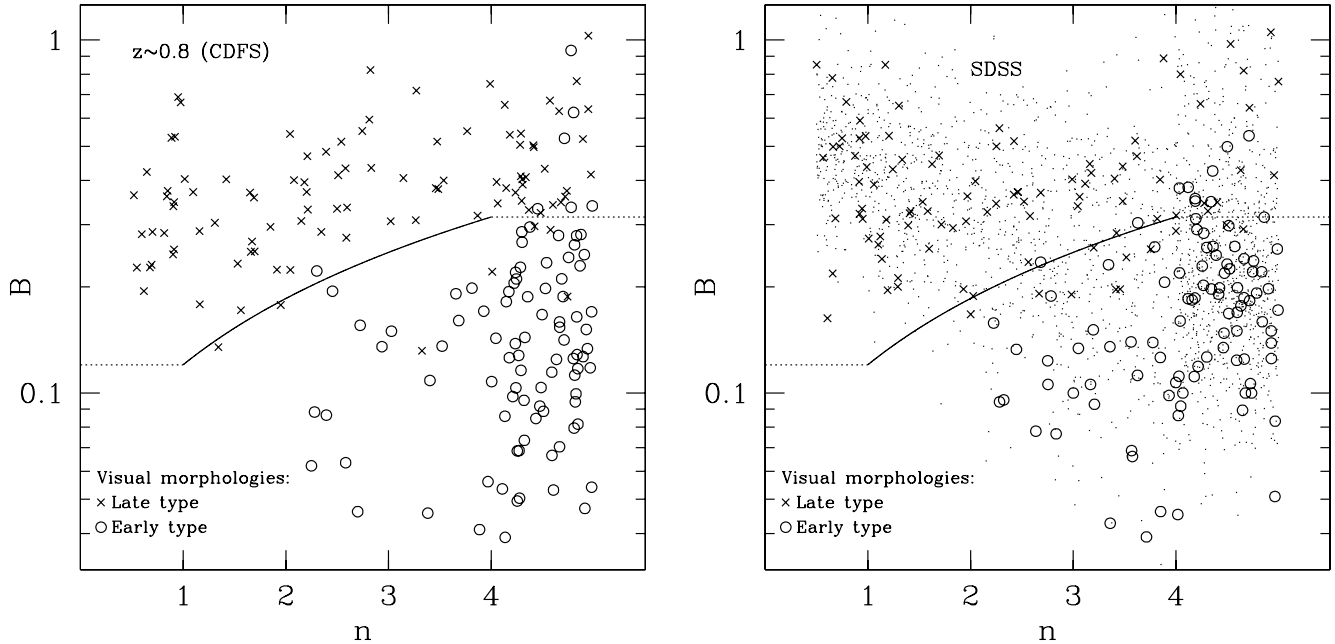 1
z~0.8 (CDFS)
B
0.1
Visual morphologies:
× Late type
○ Early type
1 2 3 4
n
1
SDSS
B
0.1
Visual morphologies:
× Late type
○ Early type
1 2 3 4
n